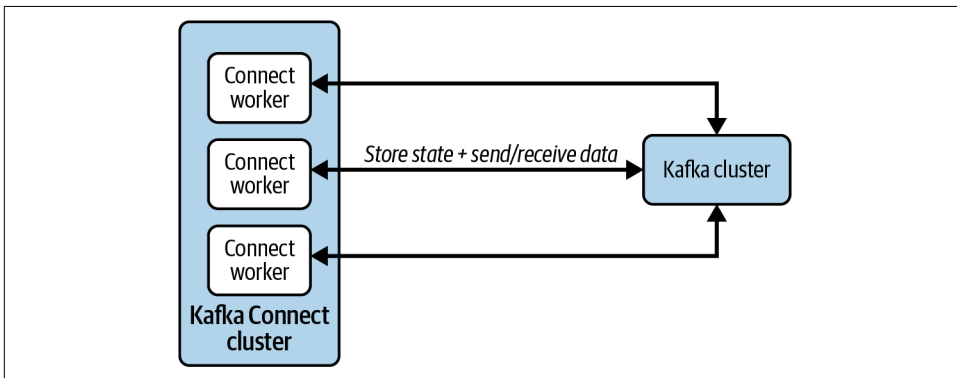 Connect
worker
Store state + send/receive data
Connect
worker
Kafka cluster
Connect
worker
Kafka Connect
cluster